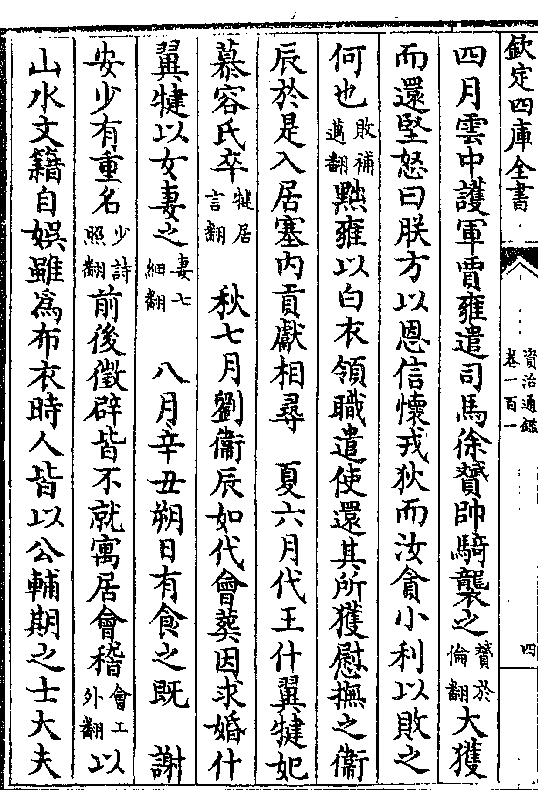 欽定四庫全書
資治通鑑
卷一百一
四
四月雲中護軍賈雍遣司馬徐贇帥騎襲之贇於倫翻大獲
而還堅怒曰朕方以恩信懷戎狄而汝貪小利以敗之
何也敗補邁翻黜雍以白衣領職遣使還其所獲慰撫之衞
辰於是入居塞內貢獻相尋　夏六月代王什翼犍妃
慕容氏卒犍居言翻　秋七月劉衞辰如代會葬因求婚什
翼犍以女妻之妻七細翻　八月辛丑朔日有食之既　謝
安少有重名少詩照翻前後徵辟皆不就寓居會稽會工外翻以
山水文籍自娛雖爲布衣時人皆以公輔期之士大夫